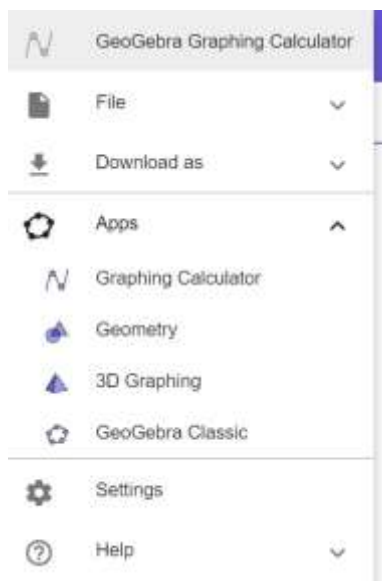 GeoGebra Graphing Calculator
File
Download as
Apps
Graphing Calculator
Geometry
3D Graphing
GeoGebra Classic
Settings
Help